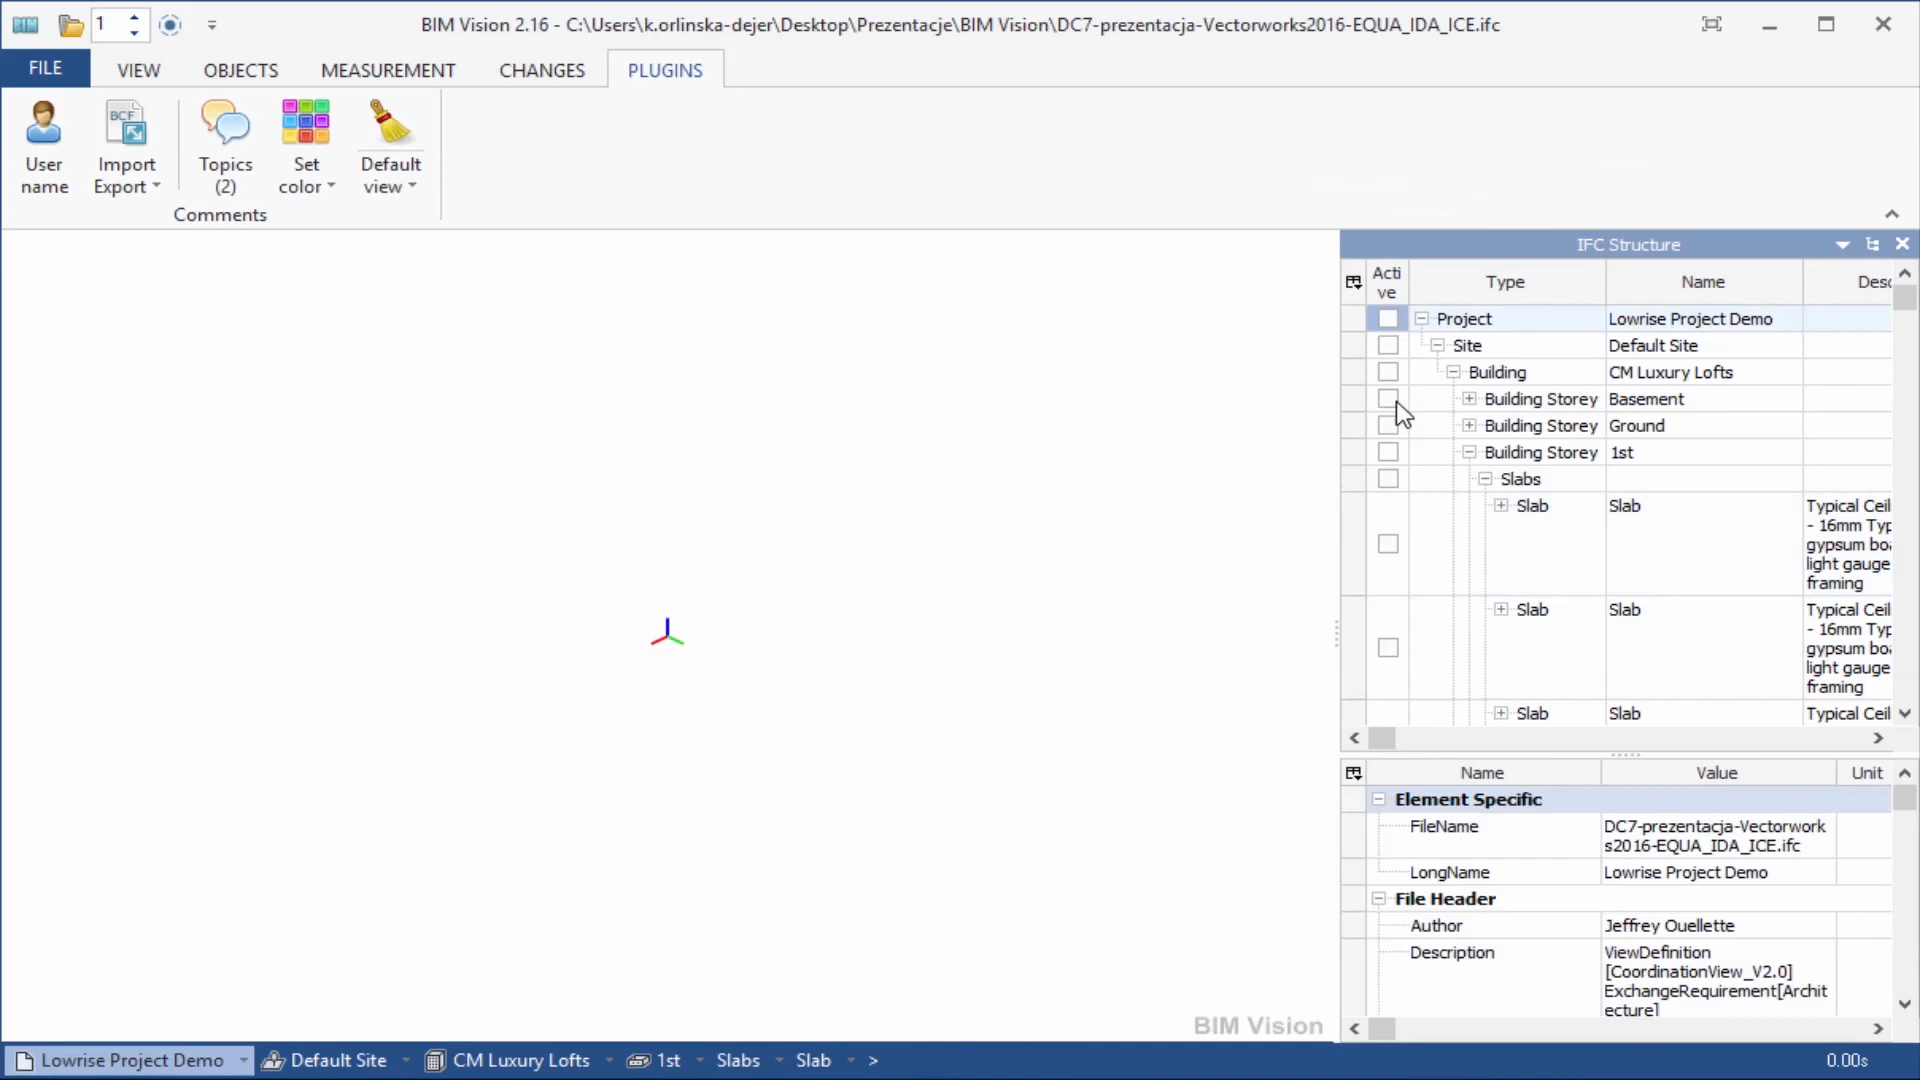 1
BIM Vision 2.16 - C:\Users\k.orlinska-dejer\Desktop\Prezentacje\BIM Vision\DC7-prezentacja-Vectorworks2016-EQUA_IDA_ICE.ifc
FILE
VIEW
OBJECTS
MEASUREMENT
CHANGES
PLUGINS
User
name
BCF
Import
Export
Topics
(2)
Set
color
Default
view
Comments
IFC Structure
Acti
ve
Type
Name
Project
Lowrise Project Demo
Site
Default Site
Building
CM Luxury Lofts
Building Storey
Basement
Building Storey
Ground
Building Storey
1st
Slabs
Slab
Slab
Typical Ceil
- 16mm Typ
gypsum boa
light gauge
framing
Slab
Slab
Typical Ceil
- 16mm Typ
gypsum boa
light gauge
framing
Slab
Slab
Typical Ceil
Name
Value
Unit
Element Specific
FileName
DC7-prezentacja-Vectorwork
s2016-EQUA_IDA_ICE.ifc
LongName
Lowrise Project Demo
File Header
Author
Jeffrey Ouellette
Description
ViewDefinition
[CoordinationView_V2.0]
ExchangeRequirement[Archit
ecture]
BIM Vision
Lowrise Project Demo
Default Site
CM Luxury Lofts
1st
Slabs
Slab
>
0.00s